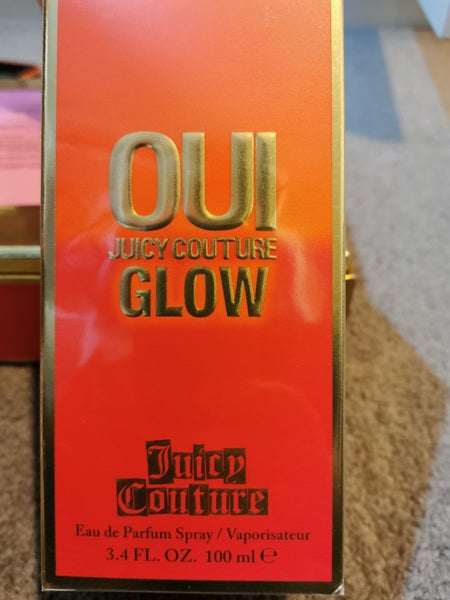 OUI
JUICY COUTURE
GLOW
Juicy
Couture
Eau de Parfum Spray / Vaporisateur
3.4 FL. OZ. 100 ml ℮